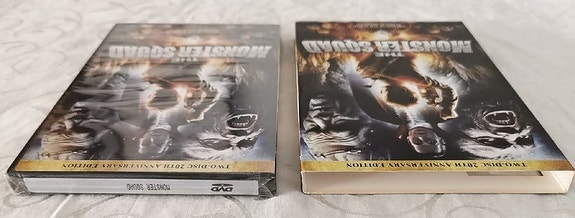 THE
MONSTER SQUAD
TWO-DISC 20TH ANNIVERSARY EDITION
MONSTER SQUAD
DVD
THE
MONSTER SQUAD
TWO-DISC 20TH ANNIVERSARY EDITION